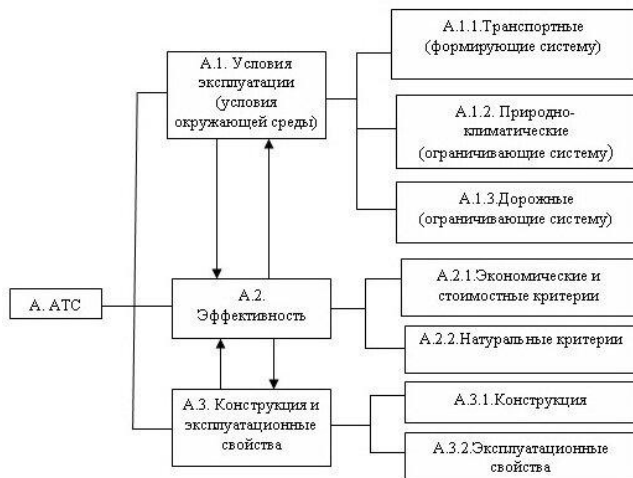 А. АТС
А.1. Условия
эксплуатации
(условия
окружающей среды)
А.1.1.Транспортные
(формирующие систему)
А.1.2. Природно-
климатические
(ограничивающие систему)
А.1.3.Дорожные
(ограничивающие систему)
А.2.
Эффективность
А.2.1.Экономические и
стоимостные критерии
А.2.2.Натуральные критерии
А.3. Конструкция и
эксплуатационные
свойства
А.3.1.Конструкция
А.3.2.Эксплуатационные
свойства